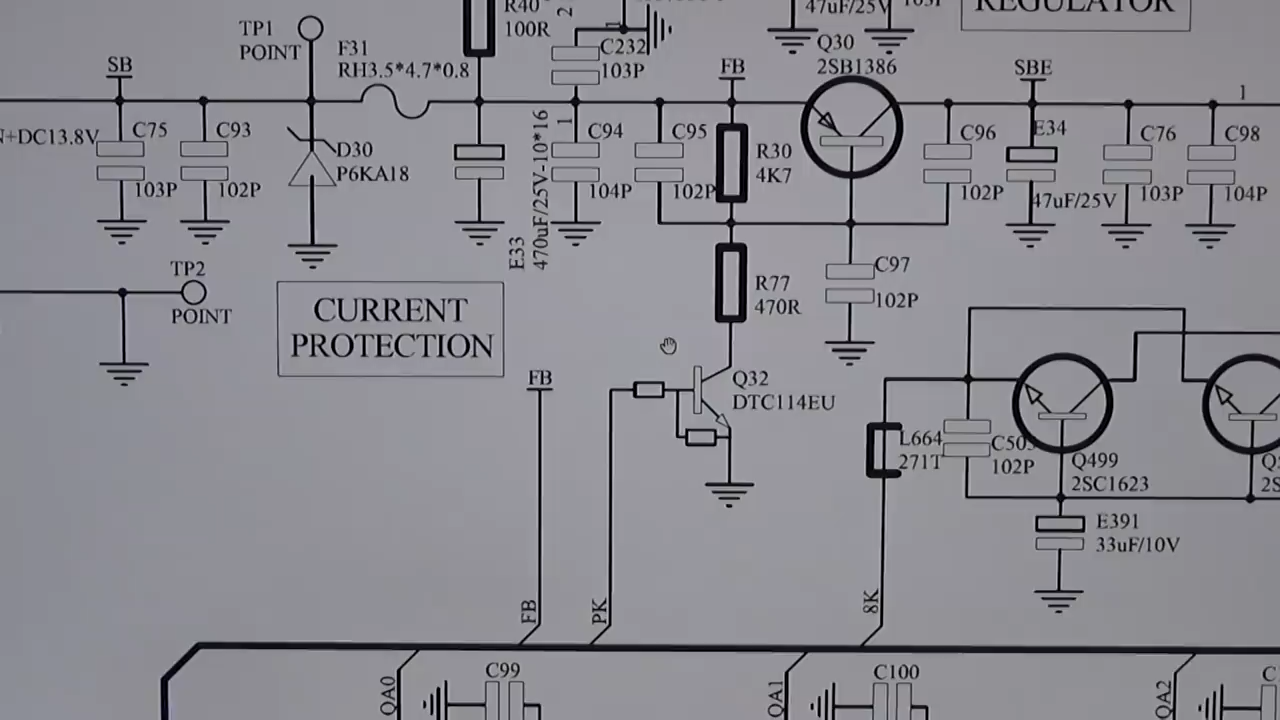 R40
100R
2
1
47uF/25V
103P
REGULATOR
TP1
POINT
F31
RH3.5*4.7*0.8
C232
103P
Q30
2SB1386
SB
FB
SBE
1
N+DC13.8V
C75
103P
C93
102P
D30
P6KA18
E33
470uF/25V-10*16
1
C94
104P
C95
102P
R30
4K7
C96
102P
E34
47uF/25V
C76
103P
C98
104P
TP2
POINT
CURRENT
PROTECTION
R77
470R
C97
102P
FB
Q32
DTC114EU
L664
271T
C505
102P
Q499
2SC1623
E391
33uF/10V
FB
PK
8K
QA0
C99
QA1
C100
QA2